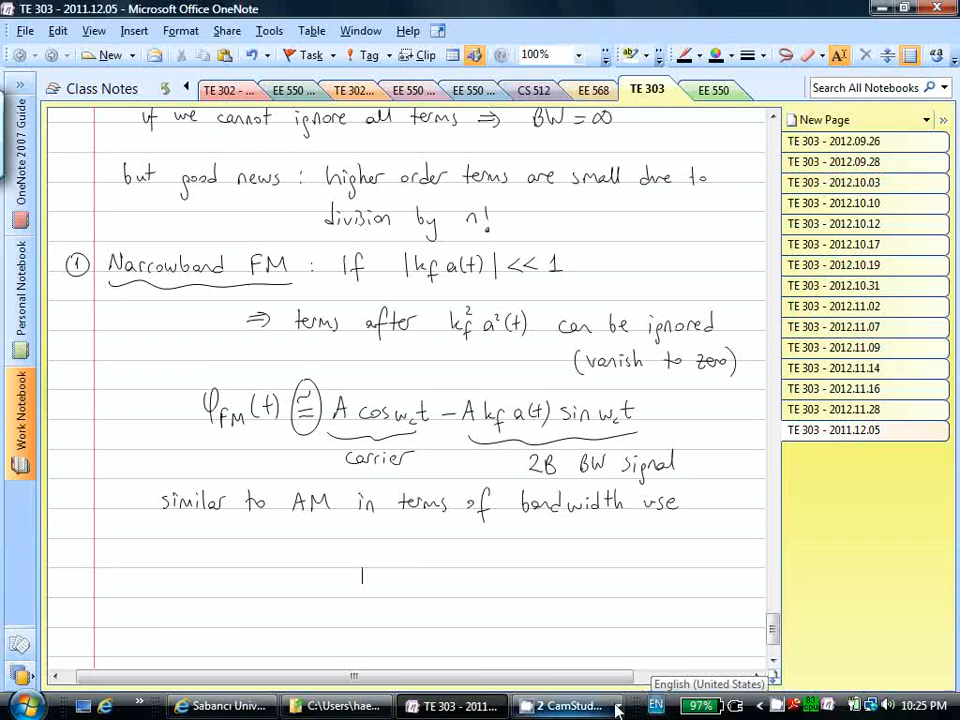 TE 303 - 2011.12.05 - Microsoft Office OneNote
File Edit View Insert Format Share Tools Table Window Help
New Task Tag Clip 100%
Class Notes TE 302 - ... EE 550 ... TE 302... EE 550 ... EE 550 ... CS 512 EE 568 TE 303 EE 550 Search All Notebooks
OneNote 2007 Guide
Personal Notebook
Work Notebook
if we cannot ignore all terms ⇒ BW = ∞
but good news : higher order terms are small due to
division by n!
① Narrowband FM : If |k_f a(t)| << 1
⇒ terms after k_f² a²(t) can be ignored
(vanish to zero)
φ_FM(t) ≅ A cos w_c t − A k_f a(t) sin w_c t
carrier 2B BW signal
similar to AM in terms of bandwidth use
New Page
TE 303 - 2012.09.26
TE 303 - 2012.09.28
TE 303 - 2012.10.03
TE 303 - 2012.10.10
TE 303 - 2012.10.12
TE 303 - 2012.10.17
TE 303 - 2012.10.19
TE 303 - 2012.10.31
TE 303 - 2012.11.02
TE 303 - 2012.11.07
TE 303 - 2012.11.09
TE 303 - 2012.11.14
TE 303 - 2012.11.16
TE 303 - 2012.11.28
TE 303 - 2011.12.05
English (United States)
Sabancı Univ... C:\Users\hae... TE 303 - 2011... 2 CamStud... EN 97% 10:25 PM